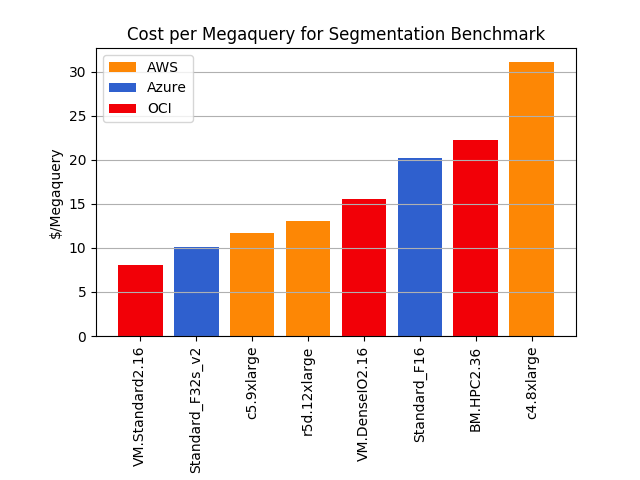 Cost per Megaquery for Segmentation Benchmark
AWS
Azure
OCI
$/Megaquery
30
25
20
15
10
5
0
VM.Standard2.16
Standard_F32s_v2
c5.9xlarge
r5d.12xlarge
VM.DenseIO2.16
Standard_F16
BM.HPC2.36
c4.8xlarge